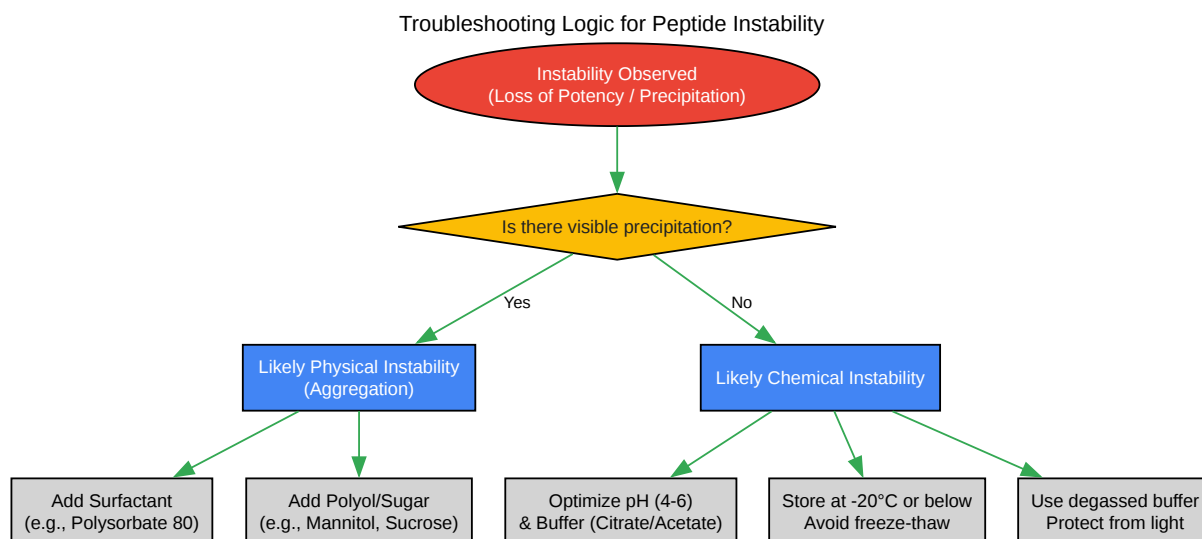 Troubleshooting Logic for Peptide Instability
Instability Observed
(Loss of Potency / Precipitation)
Is there visible precipitation?
Yes
No
Likely Physical Instability
(Aggregation)
Likely Chemical Instability
Add Surfactant
(e.g., Polysorbate 80)
Add Polyol/Sugar
(e.g., Mannitol, Sucrose)
Optimize pH (4-6)
& Buffer (Citrate/Acetate)
Store at -20°C or below
Avoid freeze-thaw
Use degassed buffer
Protect from light